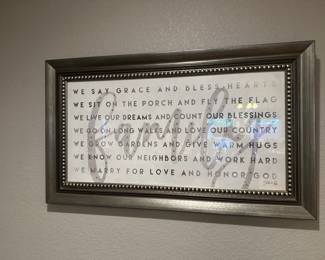 WE SAY GRACE AND BLESS HEARTS
WE SIT ON THE PORCH AND FLY THE FLAG
WE LIVE OUR DREAMS AND COUNT OUR BLESSINGS
WE GO ON LONG WALKS AND LOVE OUR COUNTRY
WE GROW GARDENS AND GIVE WARM HUGS
WE KNOW OUR NEIGHBORS AND WORK HARD
WE MARRY FOR LOVE AND HONOR GOD
family